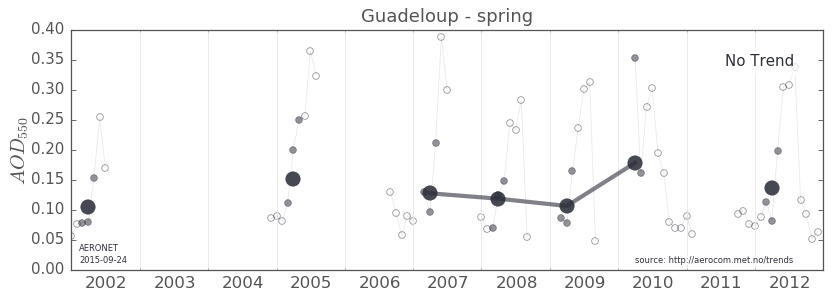 Guadeloup - spring
0.40
0.35
0.30
0.25
0.20
0.15
0.10
0.05
0.00
AOD550
No Trend
AERONET
2015-09-24
source: http://aerocom.met.no/trends
2002 2003 2004 2005 2006 2007 2008 2009 2010 2011 2012